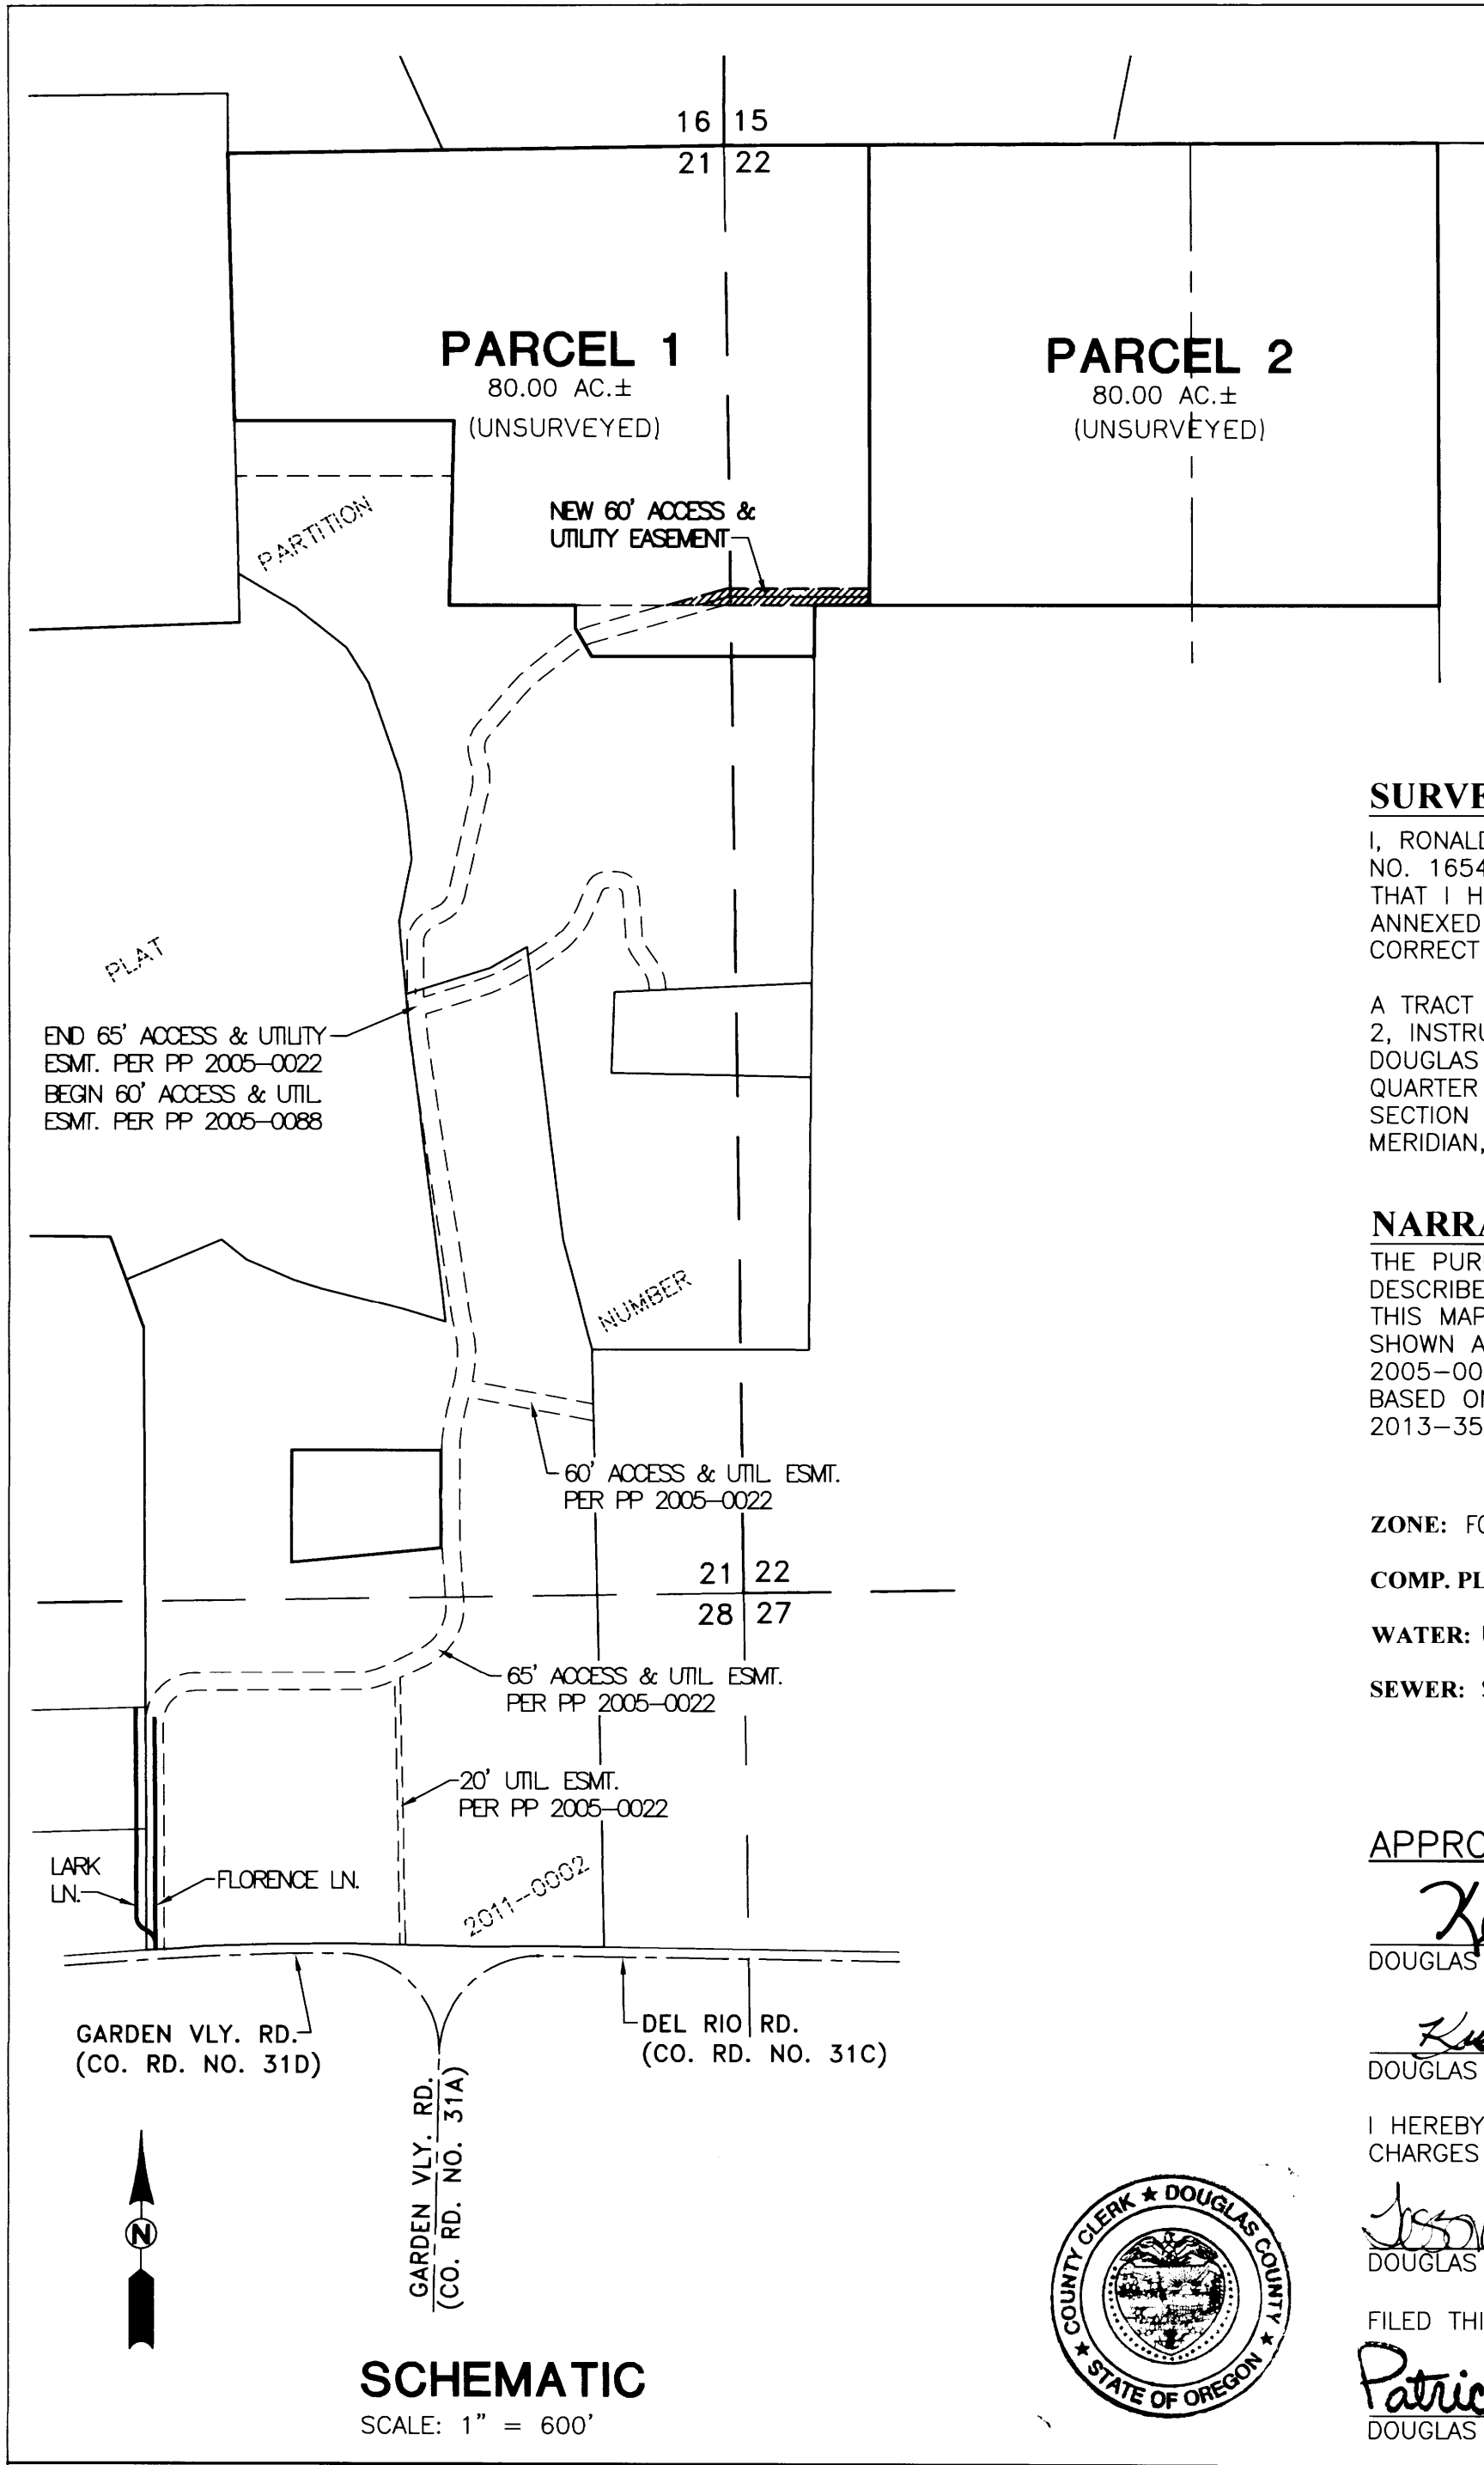 16 15
21 22
PARCEL 1
80.00 AC.±
(UNSURVEYED)
PARCEL 2
80.00 AC.±
(UNSURVEYED)
NEW 60' ACCESS &
UTILITY EASEMENT
PARTITION
PLAT
END 65' ACCESS & UTILITY
ESMT. PER PP 2005-0022
BEGIN 60' ACCESS & UTIL.
ESMT. PER PP 2005-0088
NUMBER
60' ACCESS & UTIL. ESMT.
PER PP 2005-0022
21 22
28 27
65' ACCESS & UTIL. ESMT.
PER PP 2005-0022
20' UTIL. ESMT.
PER PP 2005-0022
LARK
LN.
FLORENCE LN.
2011-0002
GARDEN VLY. RD.
(CO. RD. NO. 31D)
DEL RIO RD.
(CO. RD. NO. 31C)
GARDEN VLY. RD.
(CO. RD. NO. 31A)
N
SCHEMATIC
SCALE: 1" = 600'
COUNTY CLERK ★ DOUGLAS COUNTY ★
STATE OF OREGON ★
SURVE
I, RONALD
NO. 1654
THAT I H
ANNEXED
CORRECT
A TRACT
2, INSTRU
DOUGLAS
QUARTER
SECTION
MERIDIAN,
NARRA
THE PUR
DESCRIBE
THIS MAP
SHOWN A
2005-00
BASED ON
2013-35
ZONE: FO
COMP. PL
WATER:
SEWER: S
APPRO
DOUGLAS
DOUGLAS
I HEREBY
CHARGES
DOUGLAS
FILED THI
Patric
DOUGLAS